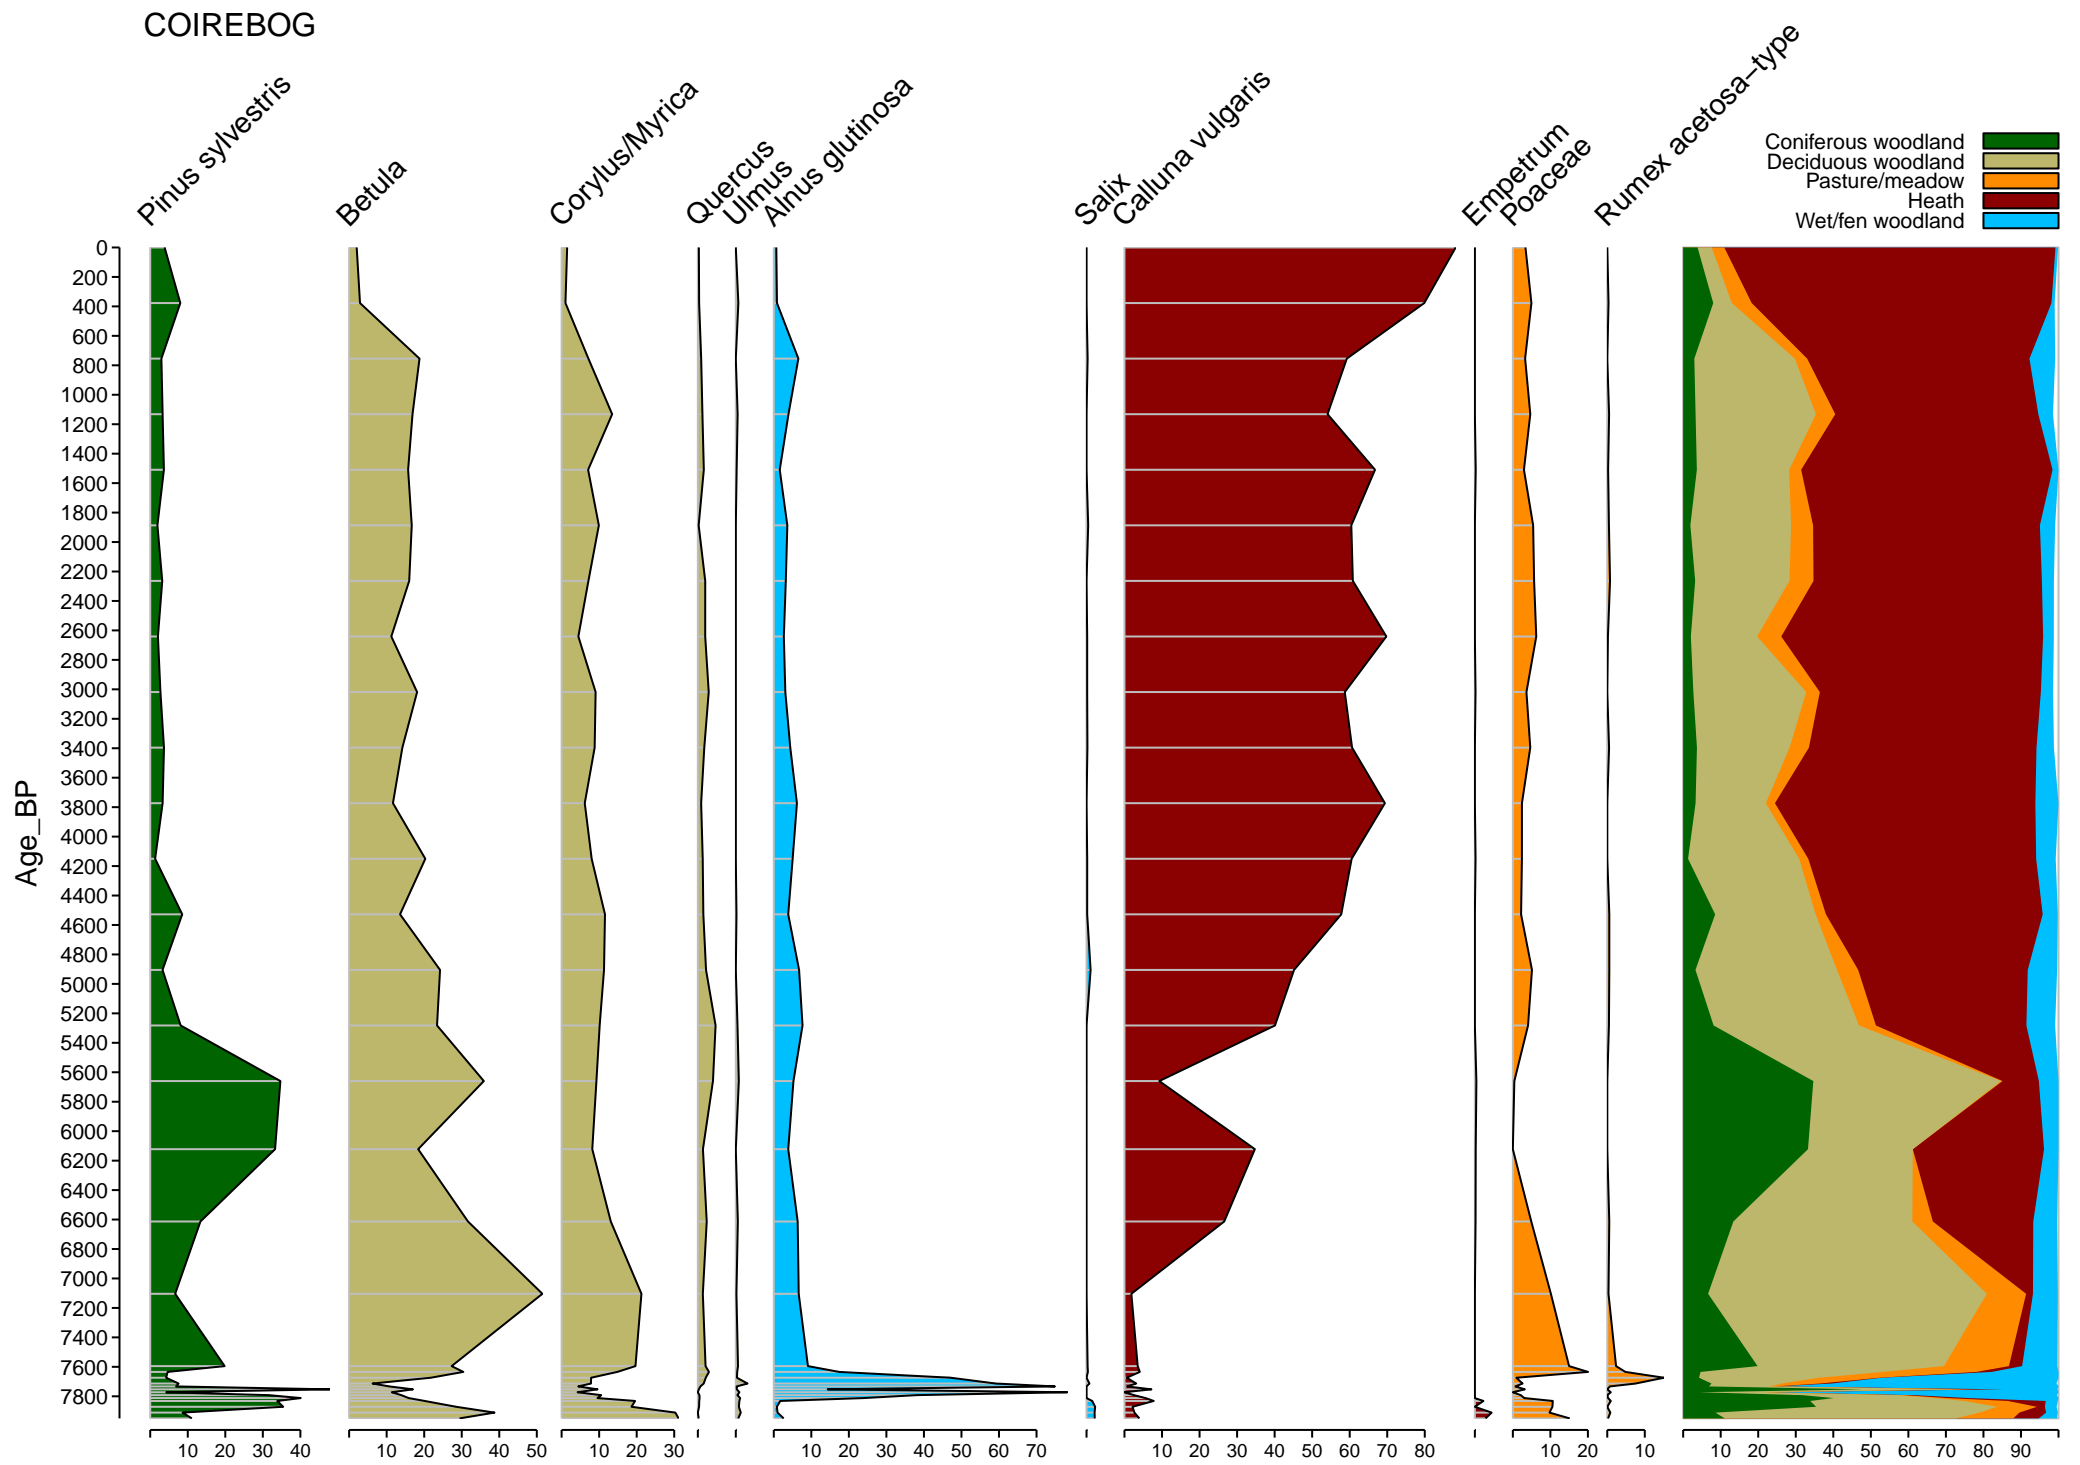 COIREBOG
Pinus sylvestris
Betula
Corylus/Myrica
Quercus
Ulmus
Alnus glutinosa
Salix
Calluna vulgaris
Empetrum
Poaceae
Rumex acetosa−type
Coniferous woodland
Deciduous woodland
Pasture/meadow
Heath
Wet/fen woodland
Age_BP
0
200
400
600
800
1000
1200
1400
1600
1800
2000
2200
2400
2600
2800
3000
3200
3400
3600
3800
4000
4200
4400
4600
4800
5000
5200
5400
5600
5800
6000
6200
6400
6600
6800
7000
7200
7400
7600
7800
10 20 30 40 10 20 30 40 50 10 20 30 10 20 30 40 50 60 70 10 20 30 40 50 60 70 80 10 20 10 10 20 30 40 50 60 70 80 90